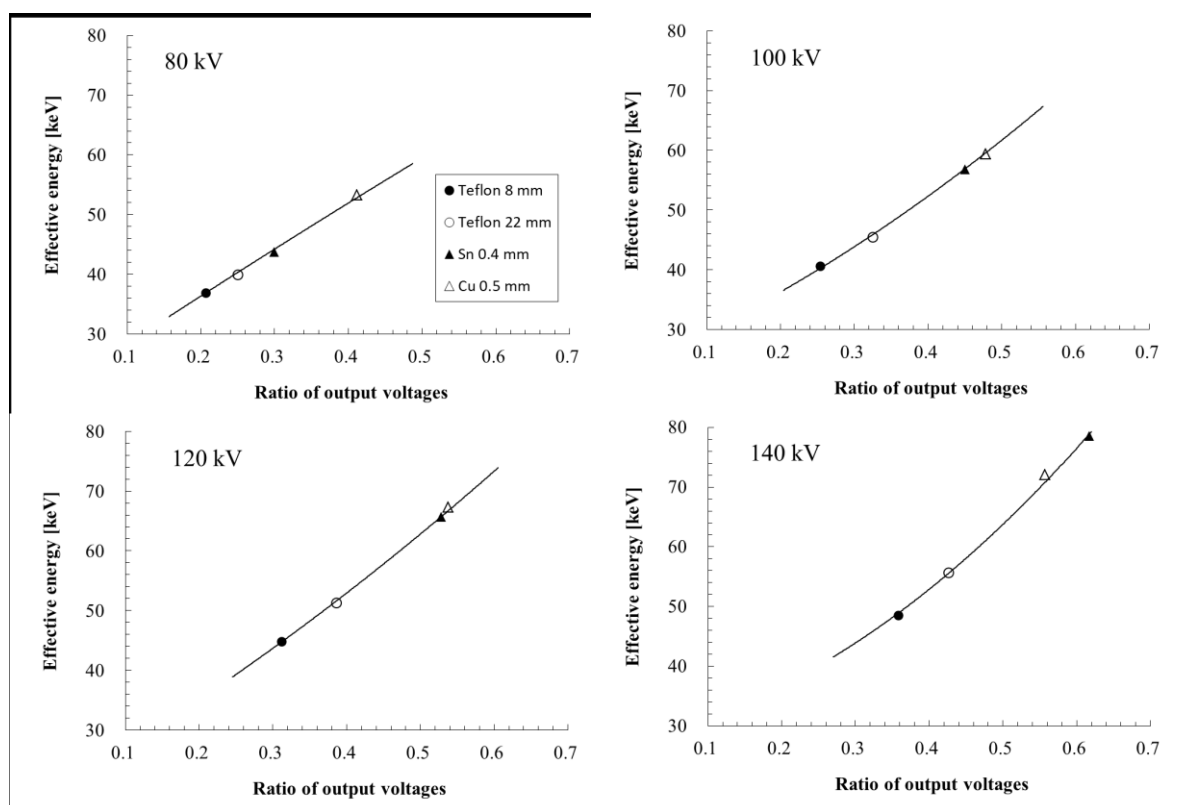 80 kV
Effective energy [keV]
80
70
60
50
40
30
0.1 0.2 0.3 0.4 0.5 0.6 0.7
Ratio of output voltages
Teflon 8 mm
Teflon 22 mm
Sn 0.4 mm
Cu 0.5 mm
100 kV
Effective energy [keV]
80
70
60
50
40
30
0.1 0.2 0.3 0.4 0.5 0.6 0.7
Ratio of output voltages
120 kV
Effective energy [keV]
80
70
60
50
40
30
0.1 0.2 0.3 0.4 0.5 0.6 0.7
Ratio of output voltages
140 kV
Effective energy [keV]
80
70
60
50
40
30
0.1 0.2 0.3 0.4 0.5 0.6 0.7
Ratio of output voltages